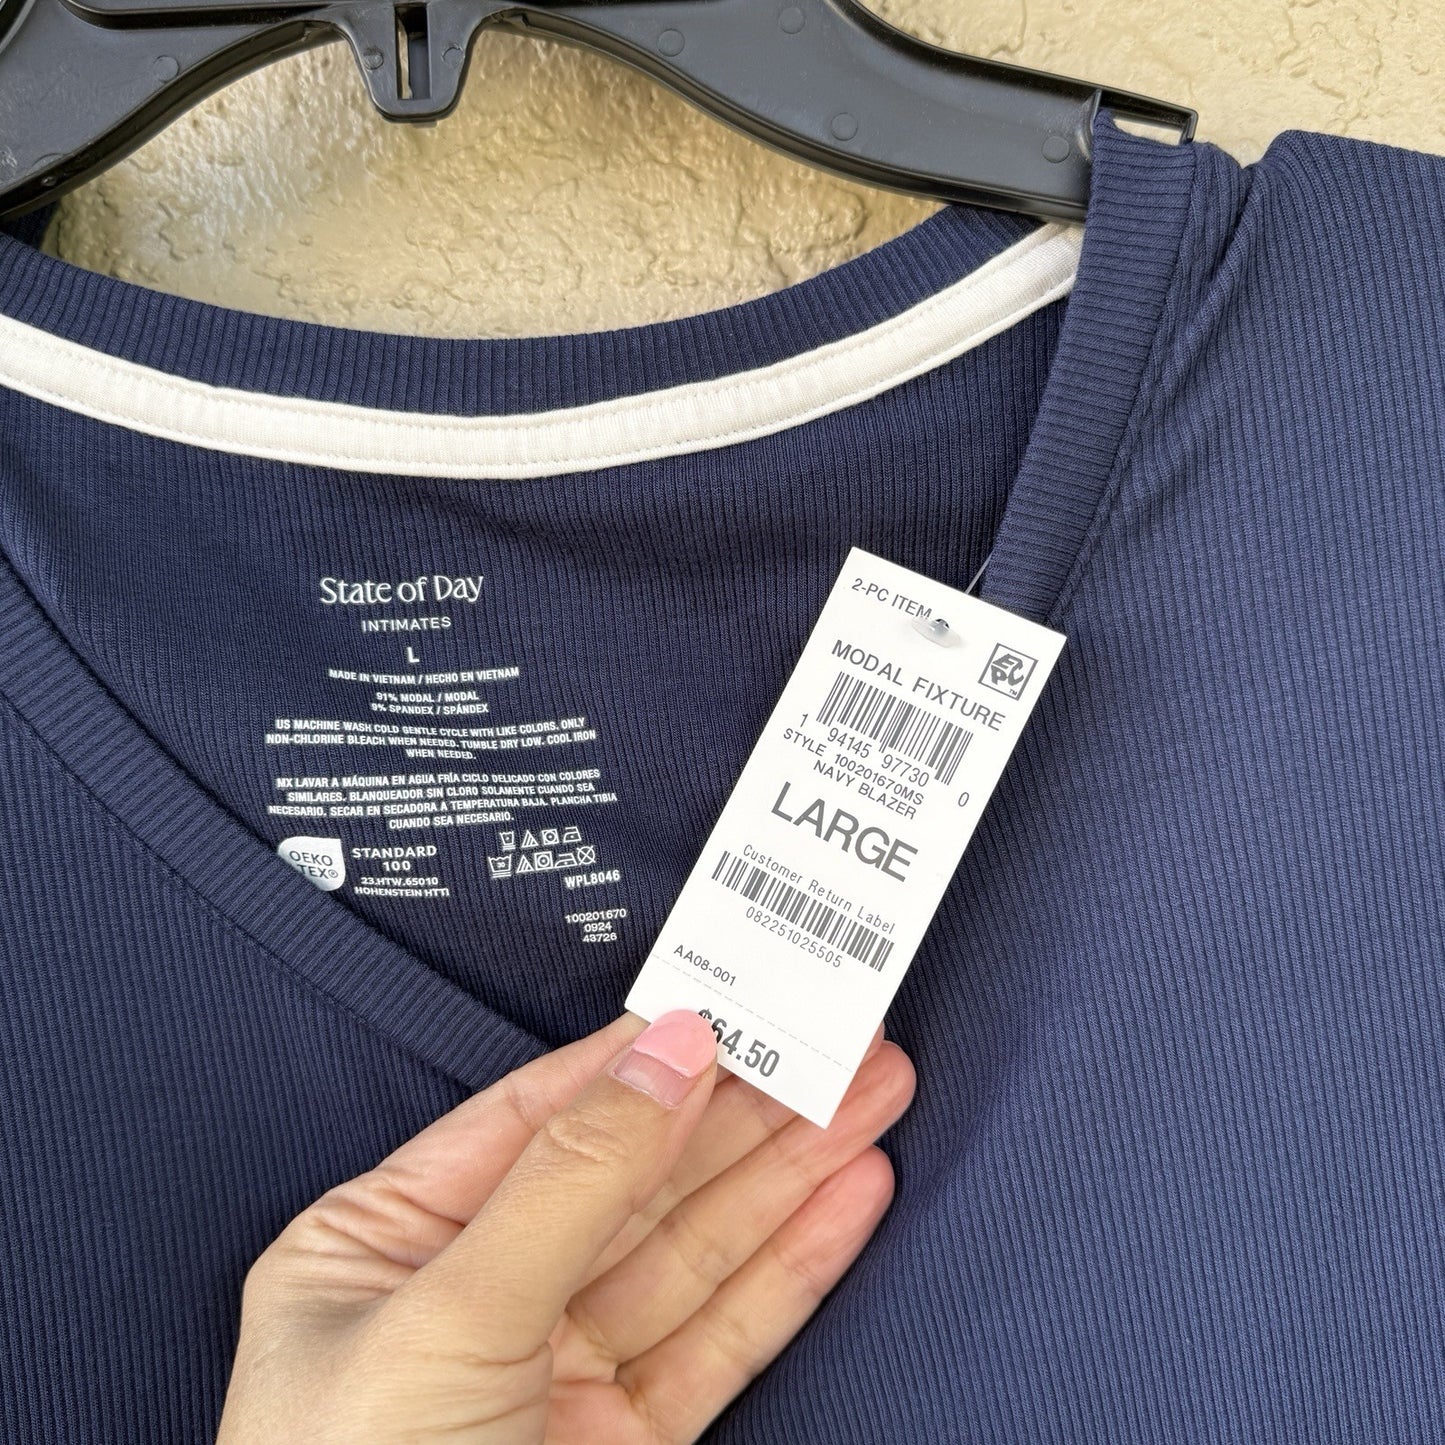 State of Day
INTIMATES
L
MADE IN VIETNAM / HECHO EN VIETNAM
91% MODAL / MODAL
9% SPANDEX / SPÁNDEX
US MACHINE WASH COLD GENTLE CYCLE WITH LIKE COLORS. ONLY
NON-CHLORINE BLEACH WHEN NEEDED. TUMBLE DRY LOW. COOL IRON
WHEN NEEDED.
MX LAVAR A MÁQUINA EN AGUA FRÍA CICLO DELICADO CON COLORES
SIMILARES. BLANQUEADOR SIN CLORO SOLAMENTE CUANDO SEA
NECESARIO. SECAR EN SECADORA A TEMPERATURA BAJA. PLANCHA TIBIA
CUANDO SEA NECESARIO.
OEKO
TEX®
STANDARD
100
23.HTW.65010
HOHENSTEIN HTTI
WPL8046
100201670
0924
43726
2-PC ITEM
MODAL FIXTURE
1 94145 97730 0
STYLE 100201670MS
NAVY BLAZER
LARGE
Customer Return Label
082251025505
AA08-001
$64.50